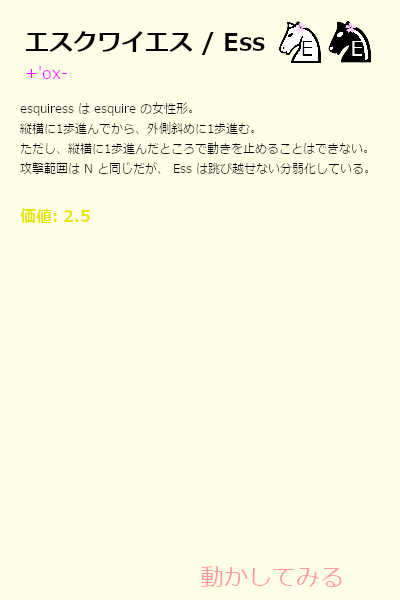 エスクワイエス / Ess
E E
+'ox-
esquiress は esquire の女性形。
縦横に1歩進んでから、外側斜めに1歩進む。
ただし、縦横に1歩進んだところで動きを止めることはできない。
攻撃範囲は N と同じだが、 Ess は跳び越せない分弱化している。
価値: 2.5
動かしてみる